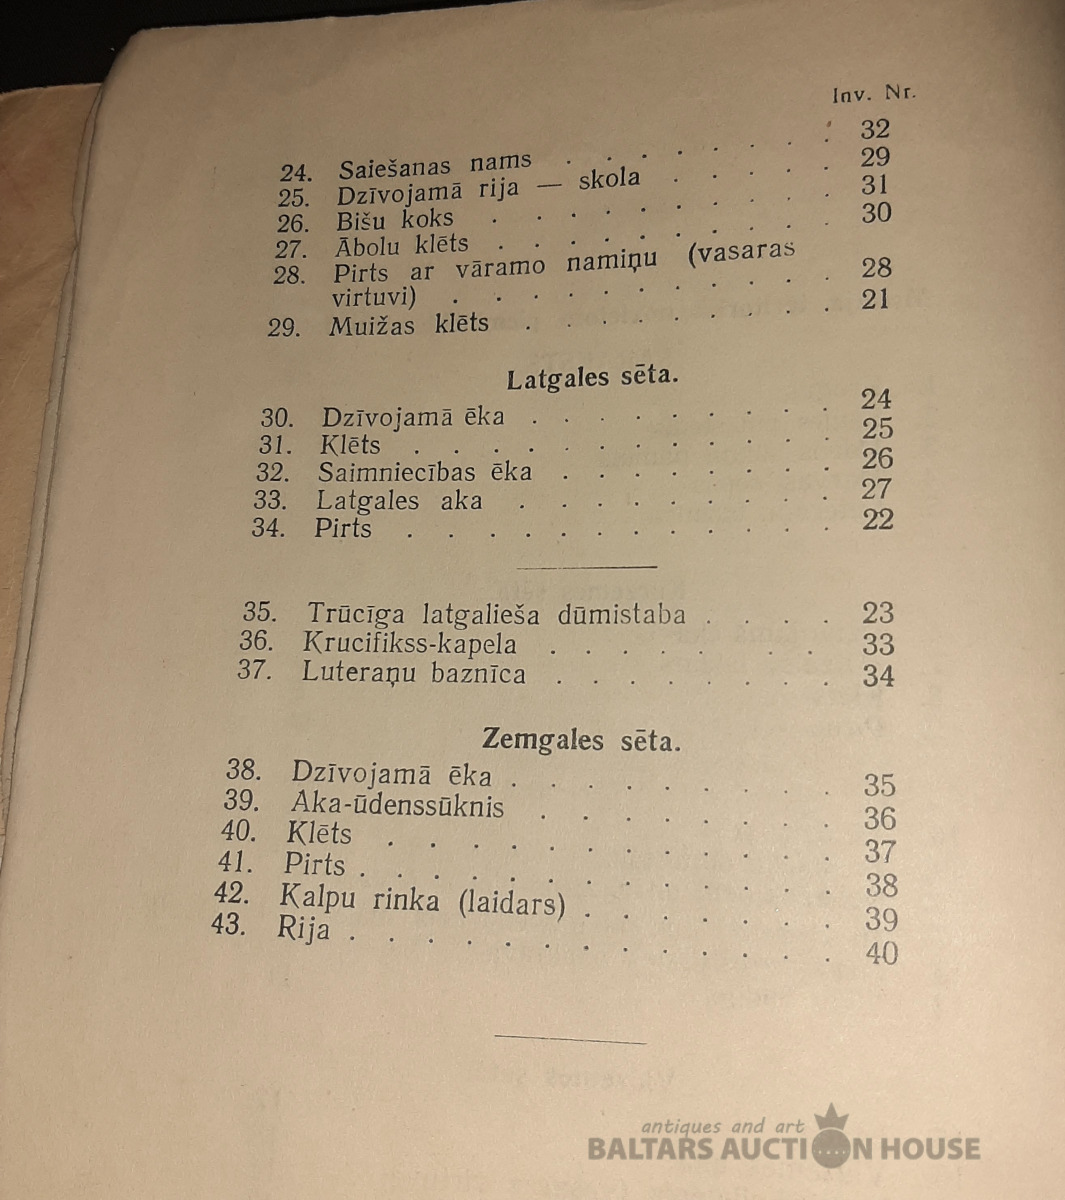 Inv. Nr.
24. Saiešanas nams . . . . . . . 32
25. Dzīvojamā rija — skola . . . . . 29
26. Bišu koks . . . . . . . . . 31
27. Ābolu klēts . . . . . . . . . 30
28. Pirts ar vāramo namiņu (vasaras
virtuvi) . . . . . . . . . . 28
29. Muižas klēts . . . . . . . . 21
Latgales sēta.
30. Dzīvojamā ēka . . . . . . . . 24
31. Klēts . . . . . . . . . . . 25
32. Saimniecības ēka . . . . . . . . 26
33. Latgales aka . . . . . . . . . 27
34. Pirts . . . . . . . . . . . 22
35. Trūcīga latgalieša dūmistaba . . . . 23
36. Krucifikss-kapela . . . . . . . 33
37. Luteraņu baznīca . . . . . . . . 34
Zemgales sēta.
38. Dzīvojamā ēka . . . . . . . . . 35
39. Aka-ūdenssūknis . . . . . . . . 36
40. Klēts . . . . . . . . . . . 37
41. Pirts . . . . . . . . . . . . 38
42. Kalpu rinka (laidars) . . . . . . . 39
43. Rija . . . . . . . . . . . . . 40
antiques and art
BALTARS AUCTION HOUSE